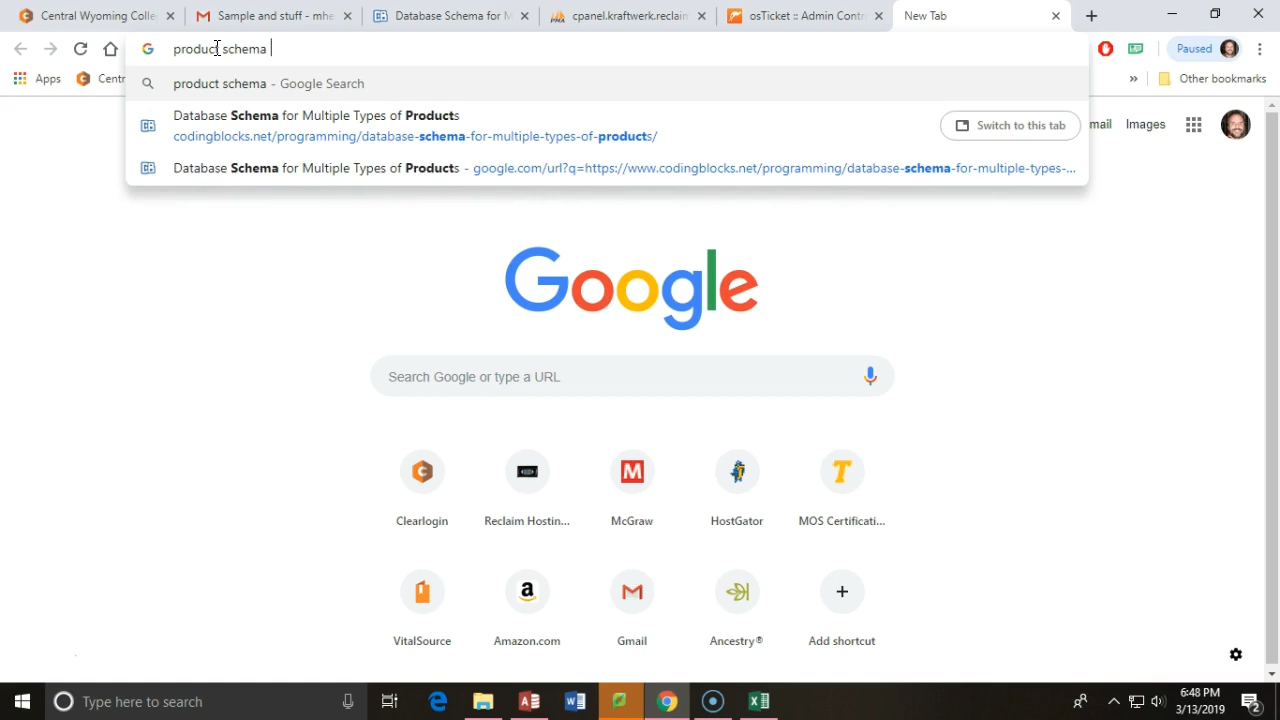 Central Wyoming Colle
Sample and stuff - mhe
Database Schema for M
cpanel.kraftwerk.reclaim
osTicket :: Admin Contr
New Tab
product schema
Paused
Apps
Centr
»
Other bookmarks
product schema - Google Search
Database Schema for Multiple Types of Products
codingblocks.net/programming/database-schema-for-multiple-types-of-products/
Switch to this tab
mail
Images
Database Schema for Multiple Types of Products - google.com/url?q=https://www.codingblocks.net/programming/database-schema-for-multiple-types-...
Google
Search Google or type a URL
Clearlogin
Reclaim Hostin...
McGraw
HostGator
MOS Certificati...
VitalSource
Amazon.com
Gmail
Ancestry®
Add shortcut
Type here to search
6:48 PM
3/13/2019
2